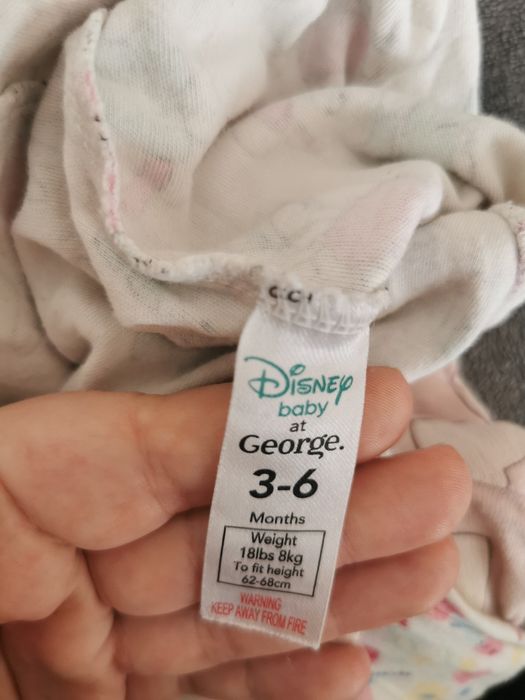 Disney
baby
at
George.
3-6
Months
Weight
18lbs 8kg
To fit height
62-68cm
WARNING
KEEP AWAY FROM FIRE